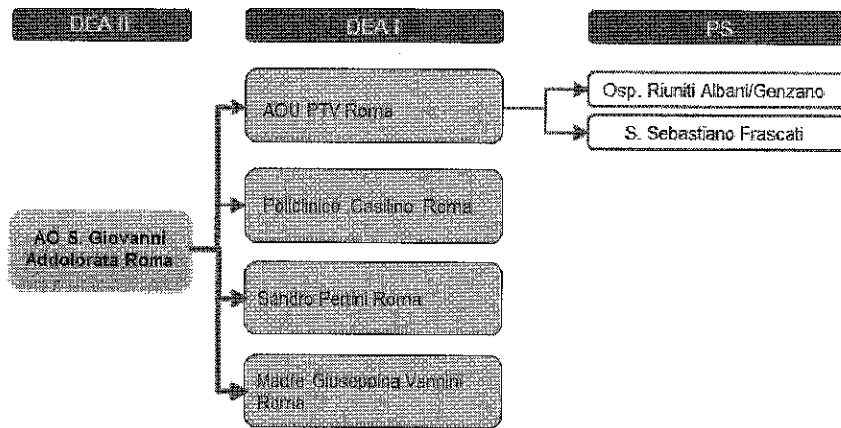 DEA II
DEA I
PS
AO S. Giovanni
Addolorata Roma
AOU PTV Roma
Policlinico Casilino Roma
Sandro Pertini Roma
Madre Giuseppina Vannini
Roma
Osp. Riuniti Albani/Genzano
S. Sebastiano Frascati